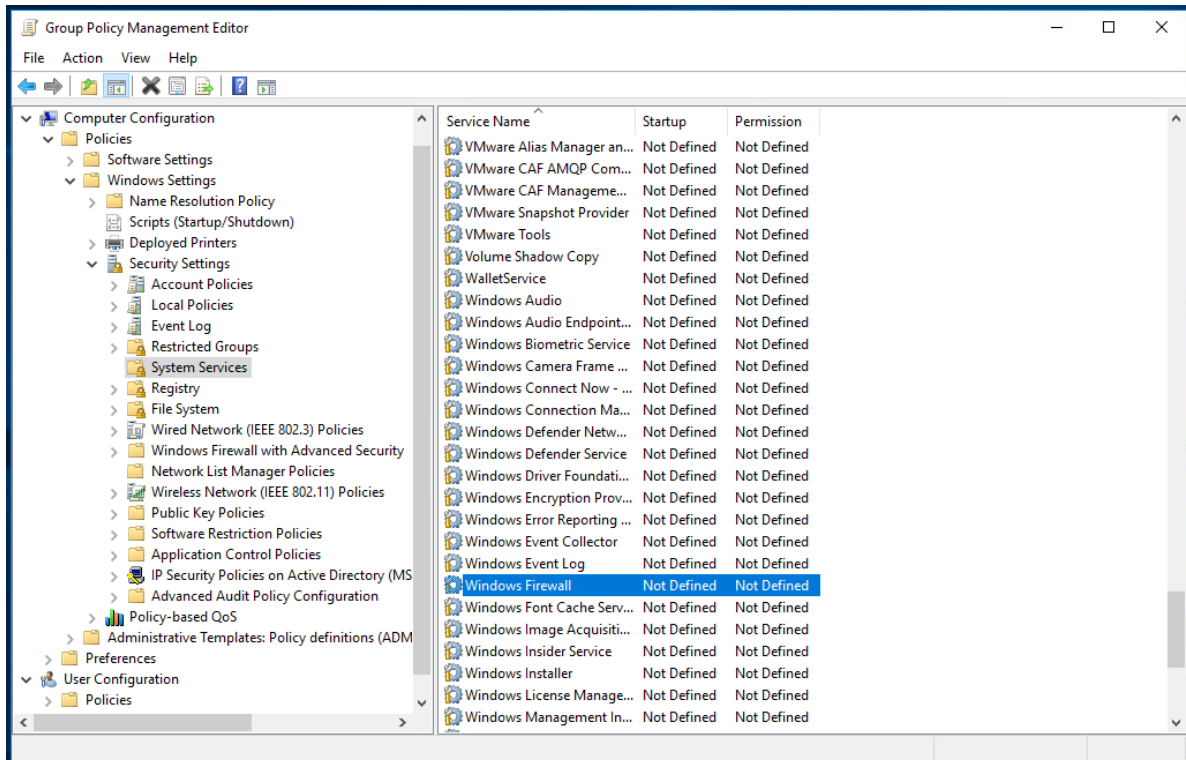 Group Policy Management Editor
File Action View Help
Computer Configuration
Policies
Software Settings
Windows Settings
Name Resolution Policy
Scripts (Startup/Shutdown)
Deployed Printers
Security Settings
Account Policies
Local Policies
Event Log
Restricted Groups
System Services
Registry
File System
Wired Network (IEEE 802.3) Policies
Windows Firewall with Advanced Security
Network List Manager Policies
Wireless Network (IEEE 802.11) Policies
Public Key Policies
Software Restriction Policies
Application Control Policies
IP Security Policies on Active Directory (MS
Advanced Audit Policy Configuration
Policy-based QoS
Administrative Templates: Policy definitions (ADM
Preferences
User Configuration
Policies
Service Name Startup Permission
VMware Alias Manager an... Not Defined Not Defined
VMware CAF AMQP Com... Not Defined Not Defined
VMware CAF Manageme... Not Defined Not Defined
VMware Snapshot Provider Not Defined Not Defined
VMware Tools Not Defined Not Defined
Volume Shadow Copy Not Defined Not Defined
WalletService Not Defined Not Defined
Windows Audio Not Defined Not Defined
Windows Audio Endpoint... Not Defined Not Defined
Windows Biometric Service Not Defined Not Defined
Windows Camera Frame ... Not Defined Not Defined
Windows Connect Now - ... Not Defined Not Defined
Windows Connection Ma... Not Defined Not Defined
Windows Defender Netw... Not Defined Not Defined
Windows Defender Service Not Defined Not Defined
Windows Driver Foundati... Not Defined Not Defined
Windows Encryption Prov... Not Defined Not Defined
Windows Error Reporting ... Not Defined Not Defined
Windows Event Collector Not Defined Not Defined
Windows Event Log Not Defined Not Defined
Windows Firewall Not Defined Not Defined
Windows Font Cache Serv... Not Defined Not Defined
Windows Image Acquisiti... Not Defined Not Defined
Windows Insider Service Not Defined Not Defined
Windows Installer Not Defined Not Defined
Windows License Manage... Not Defined Not Defined
Windows Management In... Not Defined Not Defined